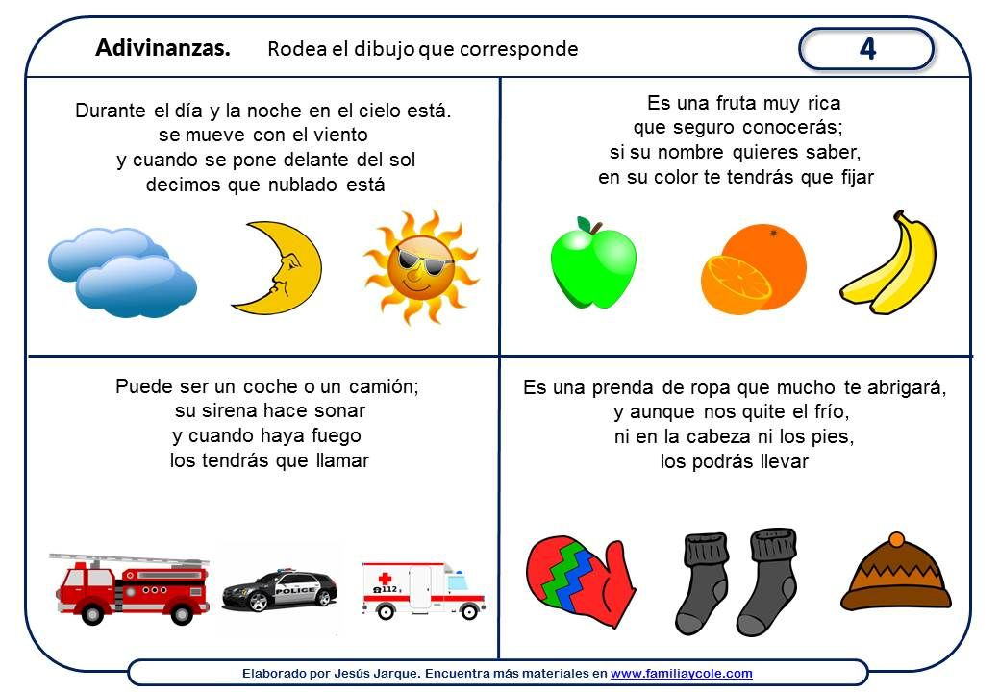 Adivinanzas. Rodea el dibujo que corresponde
4
Durante el día y la noche en el cielo está.
se mueve con el viento
y cuando se pone delante del sol
decimos que nublado está
Es una fruta muy rica
que seguro conocerás;
si su nombre quieres saber,
en su color te tendrás que fijar
Puede ser un coche o un camión;
su sirena hace sonar
y cuando haya fuego
los tendrás que llamar
POLICE
112
Es una prenda de ropa que mucho te abrigará,
y aunque nos quite el frío,
ni en la cabeza ni los pies,
los podrás llevar
Elaborado por Jesús Jarque. Encuentra más materiales en www.familiaycole.com